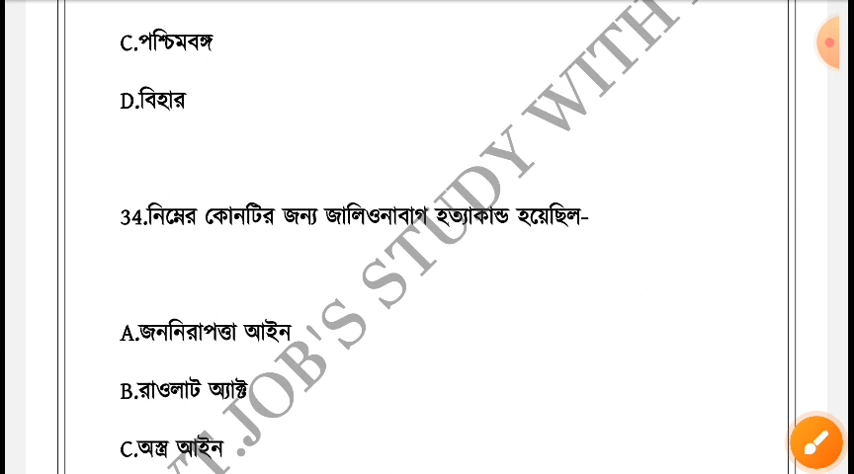 C.পশ্চিমবঙ্গ
D.বিহার
34.নিম্নের কোনটির জন্য জালিওনাবাগ হত্যাকান্ড হয়েছিল-
A.জননিরাপত্তা আইন
B.রাওলাট অ্যাক্ট
C.অস্ত্র আইন
T.JOB'S STUDY WITH